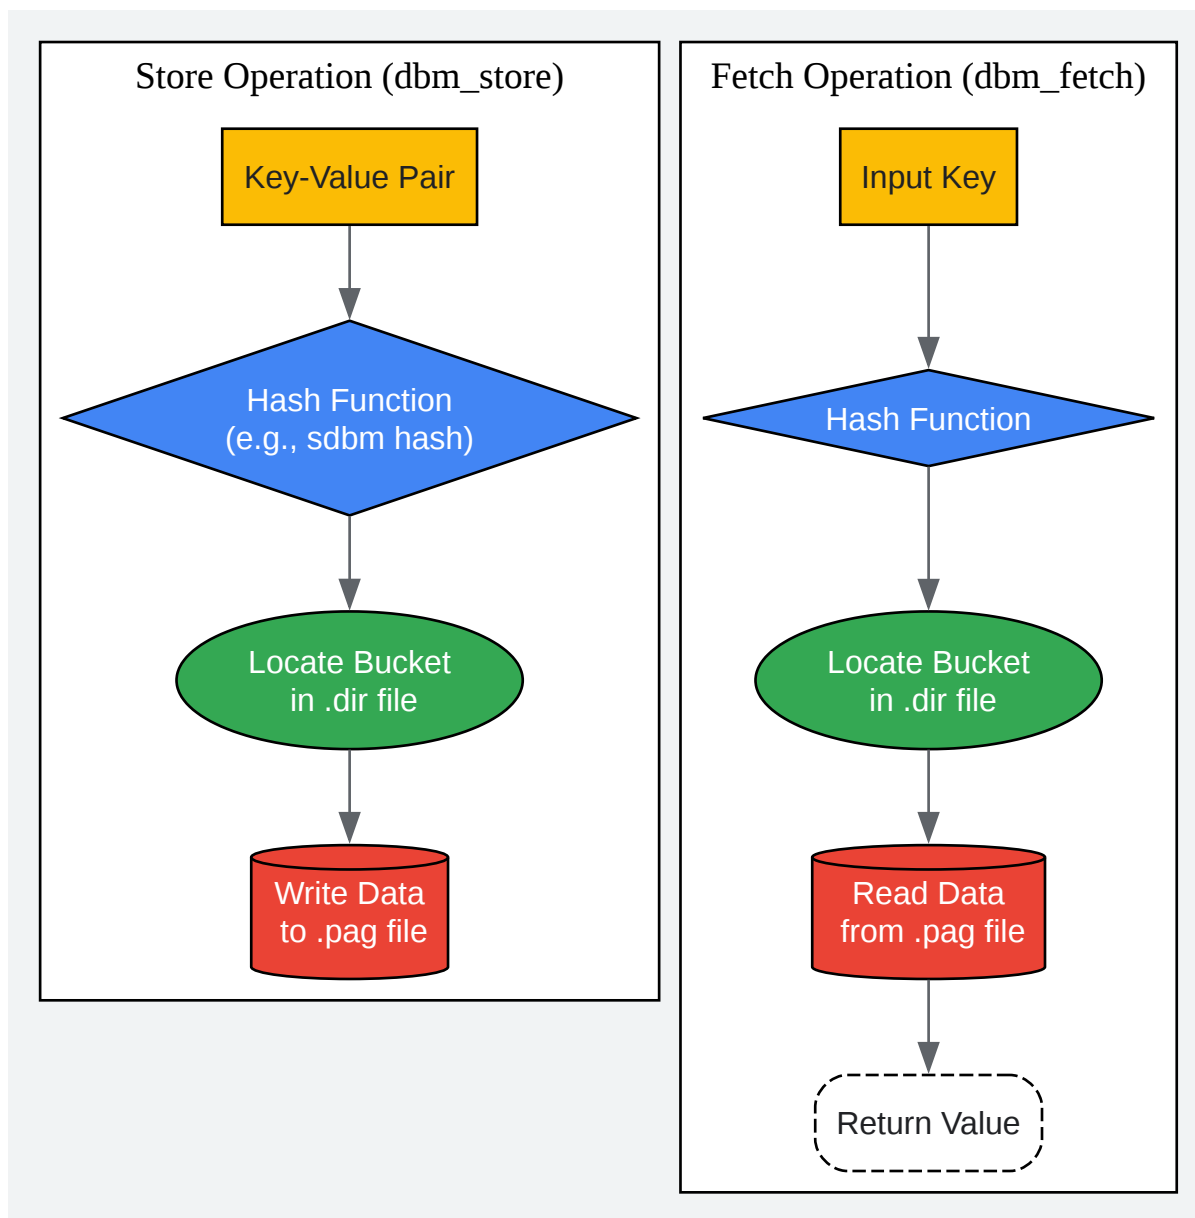 Store Operation (dbm_store)
Key-Value Pair
Hash Function
(e.g., sdbm hash)
Locate Bucket
in .dir file
Write Data
to .pag file
Fetch Operation (dbm_fetch)
Input Key
Hash Function
Locate Bucket
in .dir file
Read Data
from .pag file
Return Value